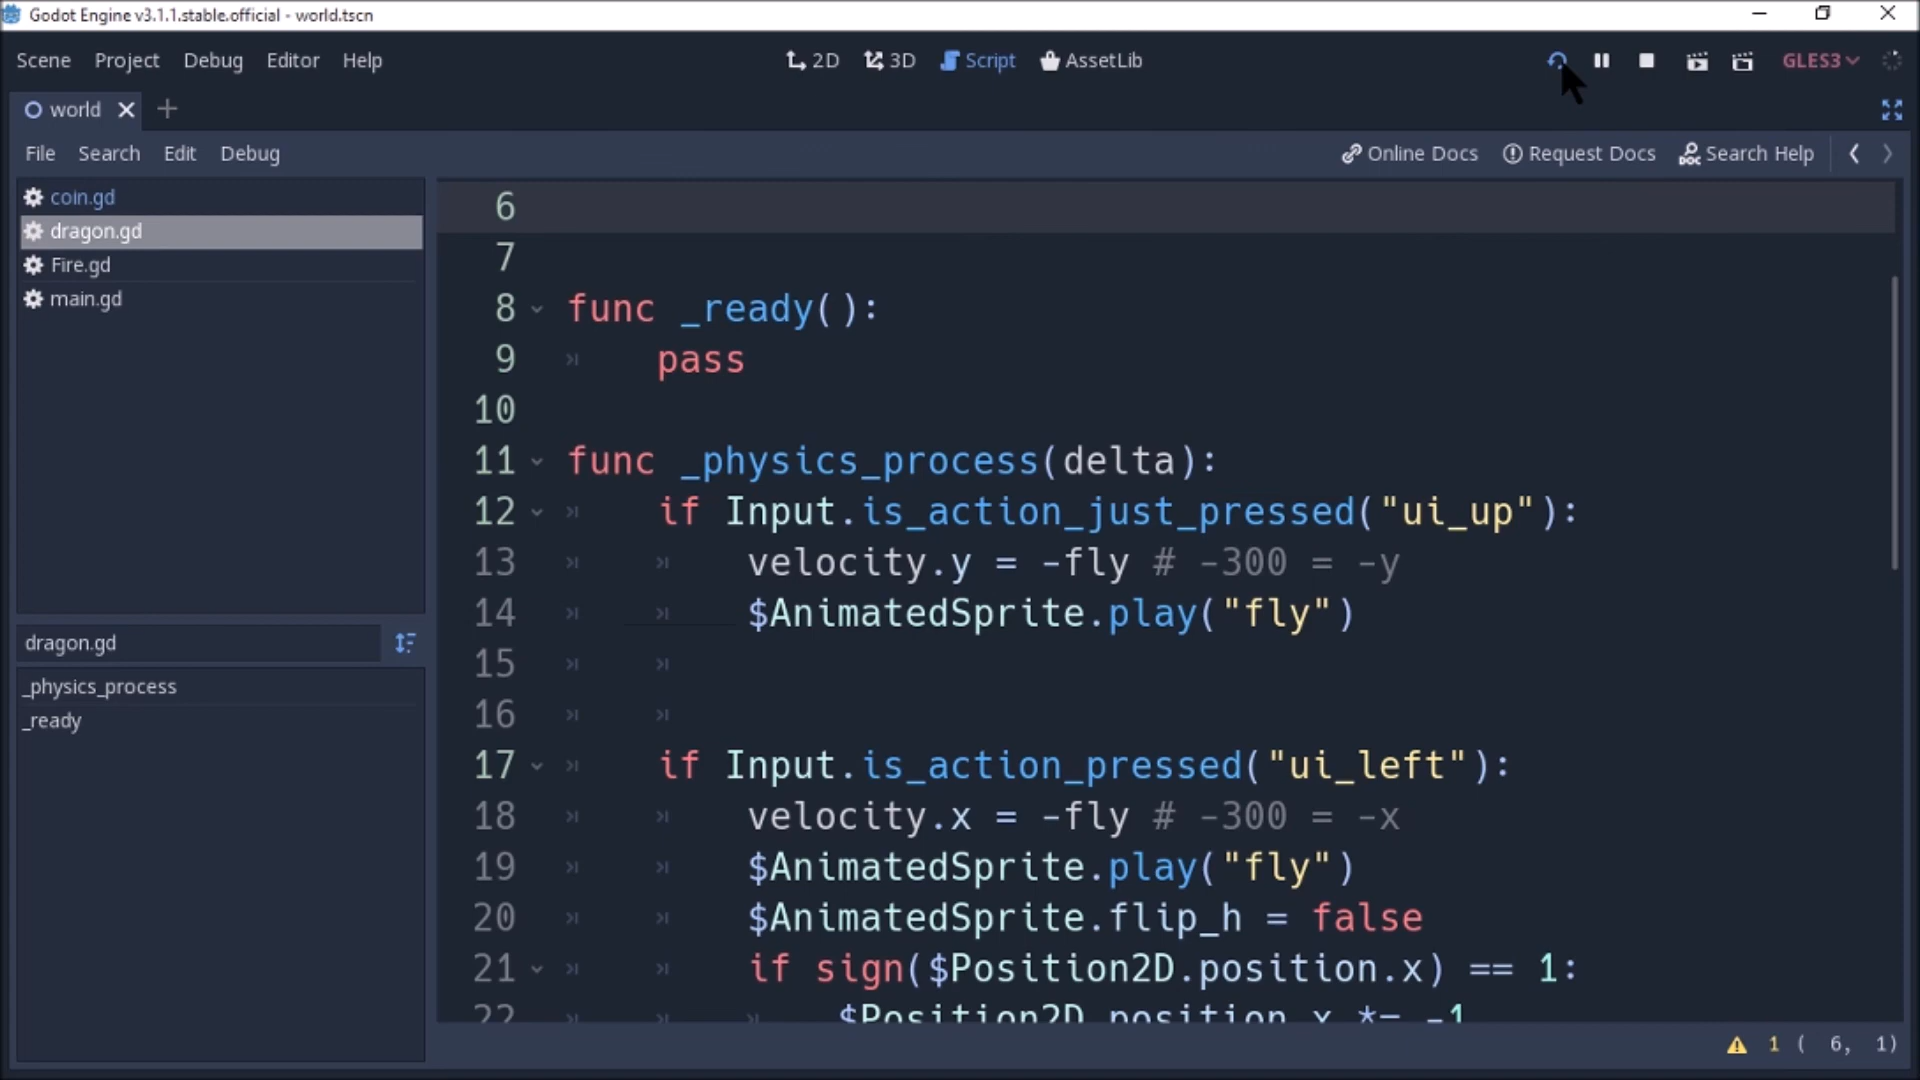 Godot Engine v3.1.1.stable.official - world.tscn
Scene Project Debug Editor Help 2D 3D Script AssetLib GLES3
world
File Search Edit Debug Online Docs Request Docs Search Help
coin.gd
dragon.gd
Fire.gd
main.gd
dragon.gd
_physics_process
_ready
6
7
8 func _ready():
9 pass
10
11 func _physics_process(delta):
12 if Input.is_action_just_pressed("ui_up"):
13 velocity.y = -fly # -300 = -y
14 $AnimatedSprite.play("fly")
15
16
17 if Input.is_action_pressed("ui_left"):
18 velocity.x = -fly # -300 = -x
19 $AnimatedSprite.play("fly")
20 $AnimatedSprite.flip_h = false
21 if sign($Position2D.position.x) == 1:
22 $Position2D.position.x *= -1
1 ( 6, 1)